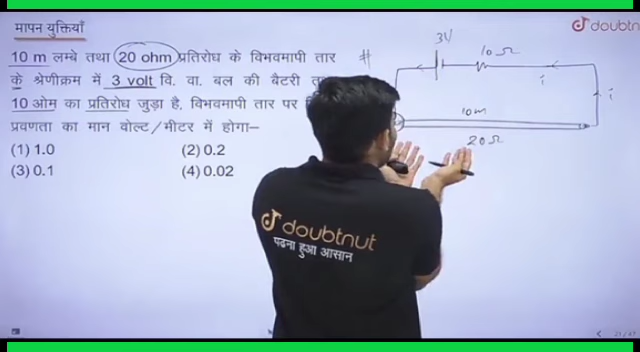 मापन युक्तियाँ
doubtnut
10 m लम्बे तथा 20 ohm प्रतिरोध के विभवमापी तार
के श्रेणीक्रम में 3 volt वि. वा. बल की बैटरी
10 ओम का प्रतिरोध जुड़ा है, विभवमापी तार पर
प्रवणता का मान वोल्ट/मीटर में होगा–
(1) 1.0 (2) 0.2
(3) 0.1 (4) 0.02
#
3V
10 Ω
i
i
10m
20 Ω
doubtnut
पढ़ना हुआ आसान